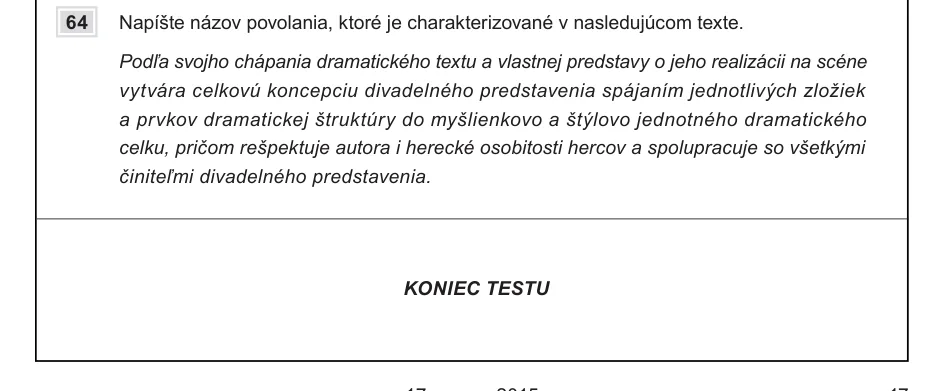 64 Napíšte názov povolania, ktoré je charakterizované v nasledujúcom texte.
Podľa svojho chápania dramatického textu a vlastnej predstavy o jeho realizácii na scéne
vytvára celkovú koncepciu divadelného predstavenia spájaním jednotlivých zložiek
a prvkov dramatickej štruktúry do myšlienkovo a štýlovo jednotného dramatického
celku, pričom rešpektuje autora i herecké osobitosti hercov a spolupracuje so všetkými
činiteľmi divadelného predstavenia.
KONIEC TESTU